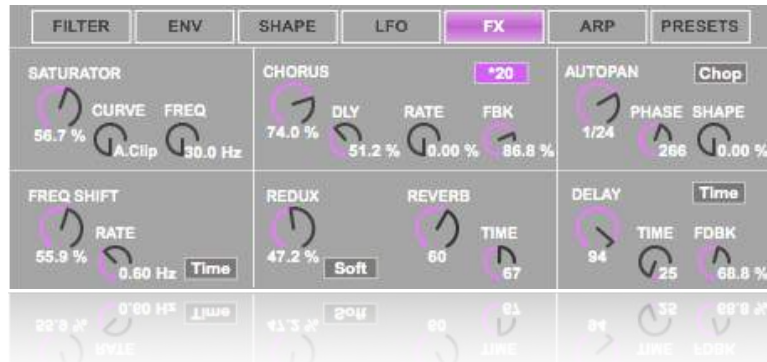 FILTER ENV SHAPE LFO FX ARP PRESETS
SATURATOR
CURVE FREQ
56.7 % A.Clip 30.0 Hz
CHORUS *20
DLY RATE FBK
74.0 % 51.2 % 0.00 % 86.8 %
AUTOPAN Chop
PHASE SHAPE
1/24 266 0.00 %
FREQ SHIFT
RATE
55.9 % 0.60 Hz Time
REDUX REVERB
TIME
47.2 % Soft 60 67
DELAY Time
TIME FDBK
94 25 68.8 %